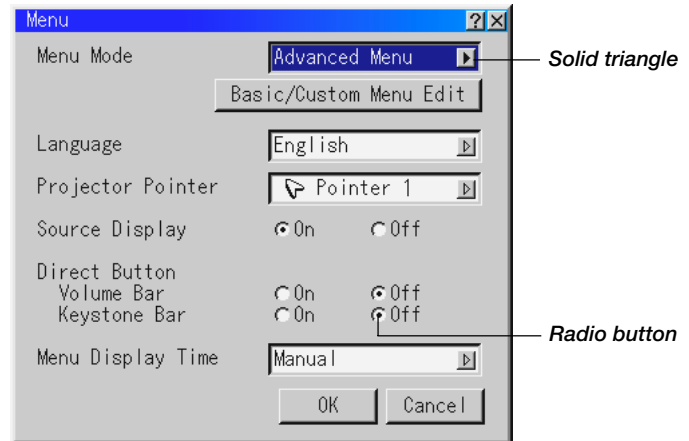 Menu
Menu Mode Advanced Menu Solid triangle
Basic/Custom Menu Edit
Language English
Projector Pointer Pointer 1
Source Display On Off
Direct Button
Volume Bar On Off
Keystone Bar On Off
Radio button
Menu Display Time Manual
OK Cancel